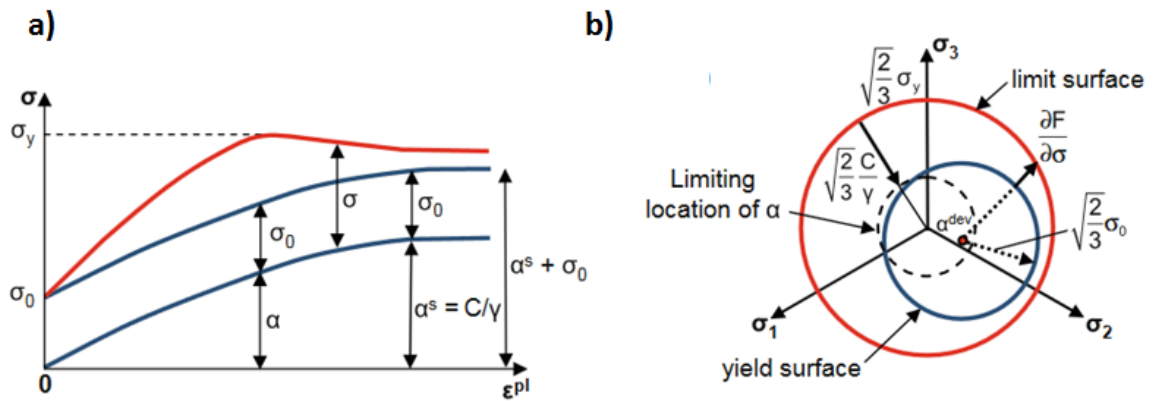 a)
σ
σy
σ0
0
σ0
α
σ
σ0
αˢ = C/γ
αˢ + σ0
εᵖˡ
b)
σ3
√2/3 σy
limit surface
∂F/∂σ
√2/3 C/γ
Limiting
location of α
αᵈᵉᵛ
√2/3 σ0
σ1
σ2
yield surface